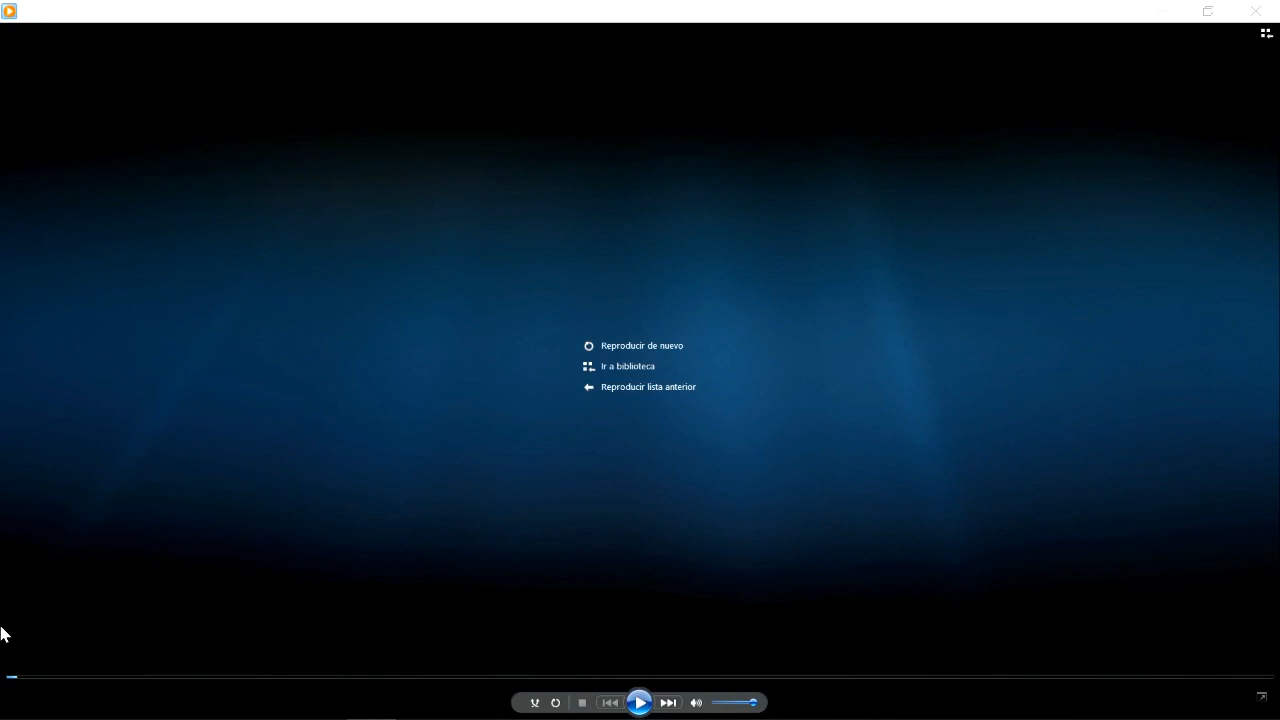 Reproducir de nuevo
Ir a biblioteca
Reproducir lista anterior